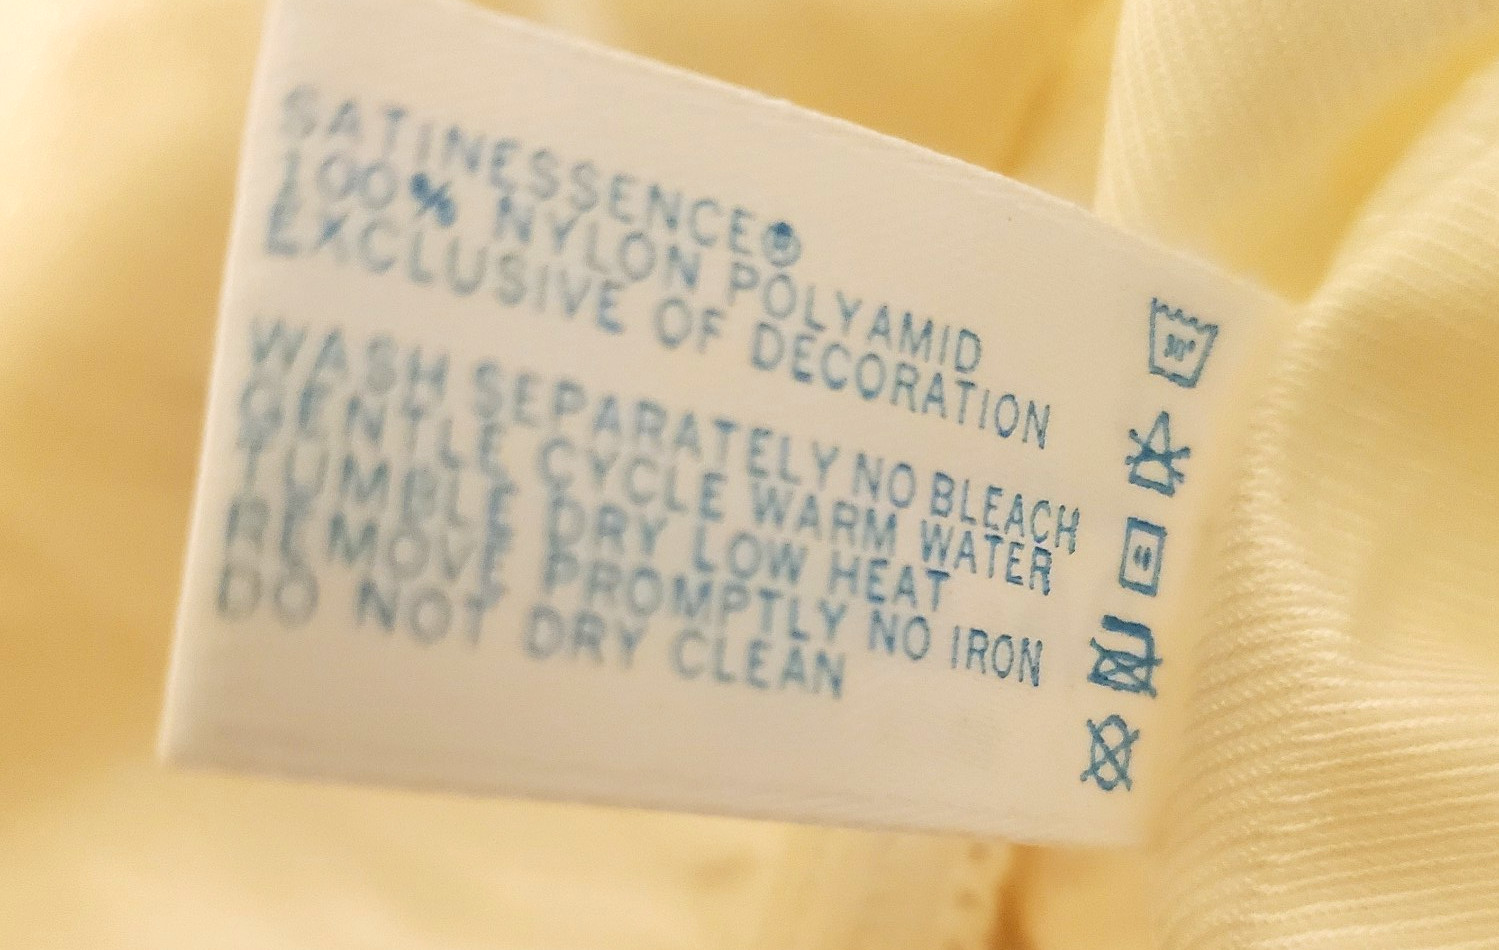 SATINESSENCE®
100% NYLON POLYAMID
EXCLUSIVE OF DECORATION
WASH SEPARATELY NO BLEACH
GENTLE CYCLE WARM WATER
TUMBLE DRY LOW HEAT
REMOVE PROMPTLY NO IRON
DO NOT DRY CLEAN
30°